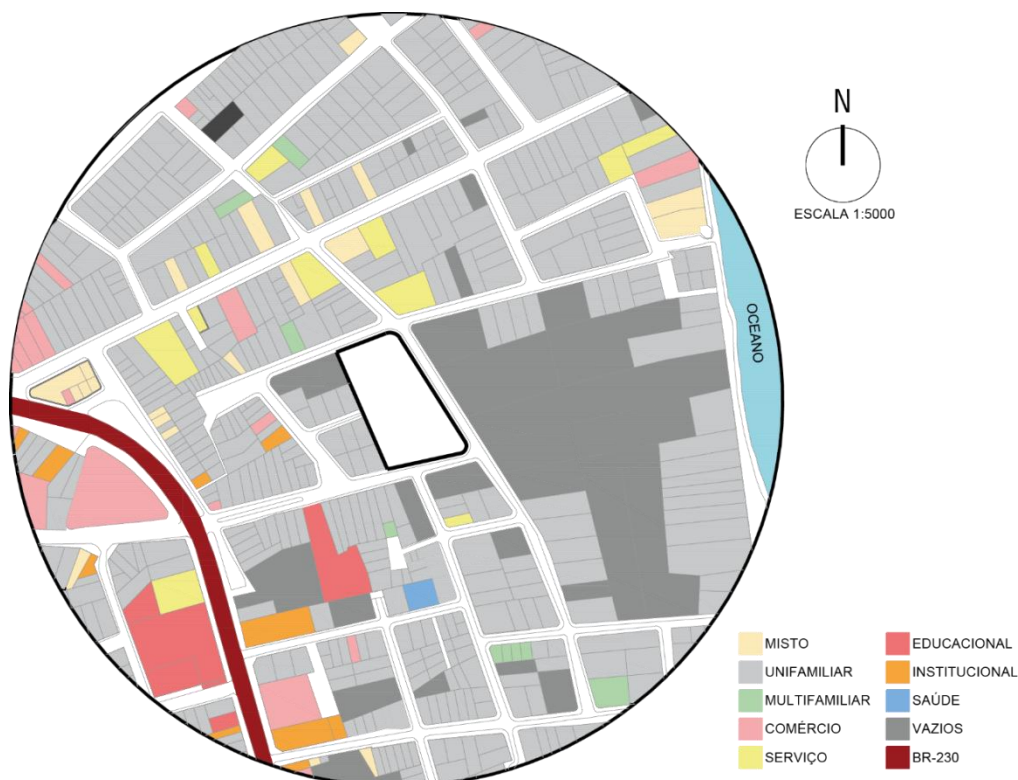 N
ESCALA 1:5000
OCEANO
MISTO
UNIFAMILIAR
MULTIFAMILIAR
COMÉRCIO
SERVIÇO
EDUCACIONAL
INSTITUCIONAL
SAÚDE
VAZIOS
BR-230